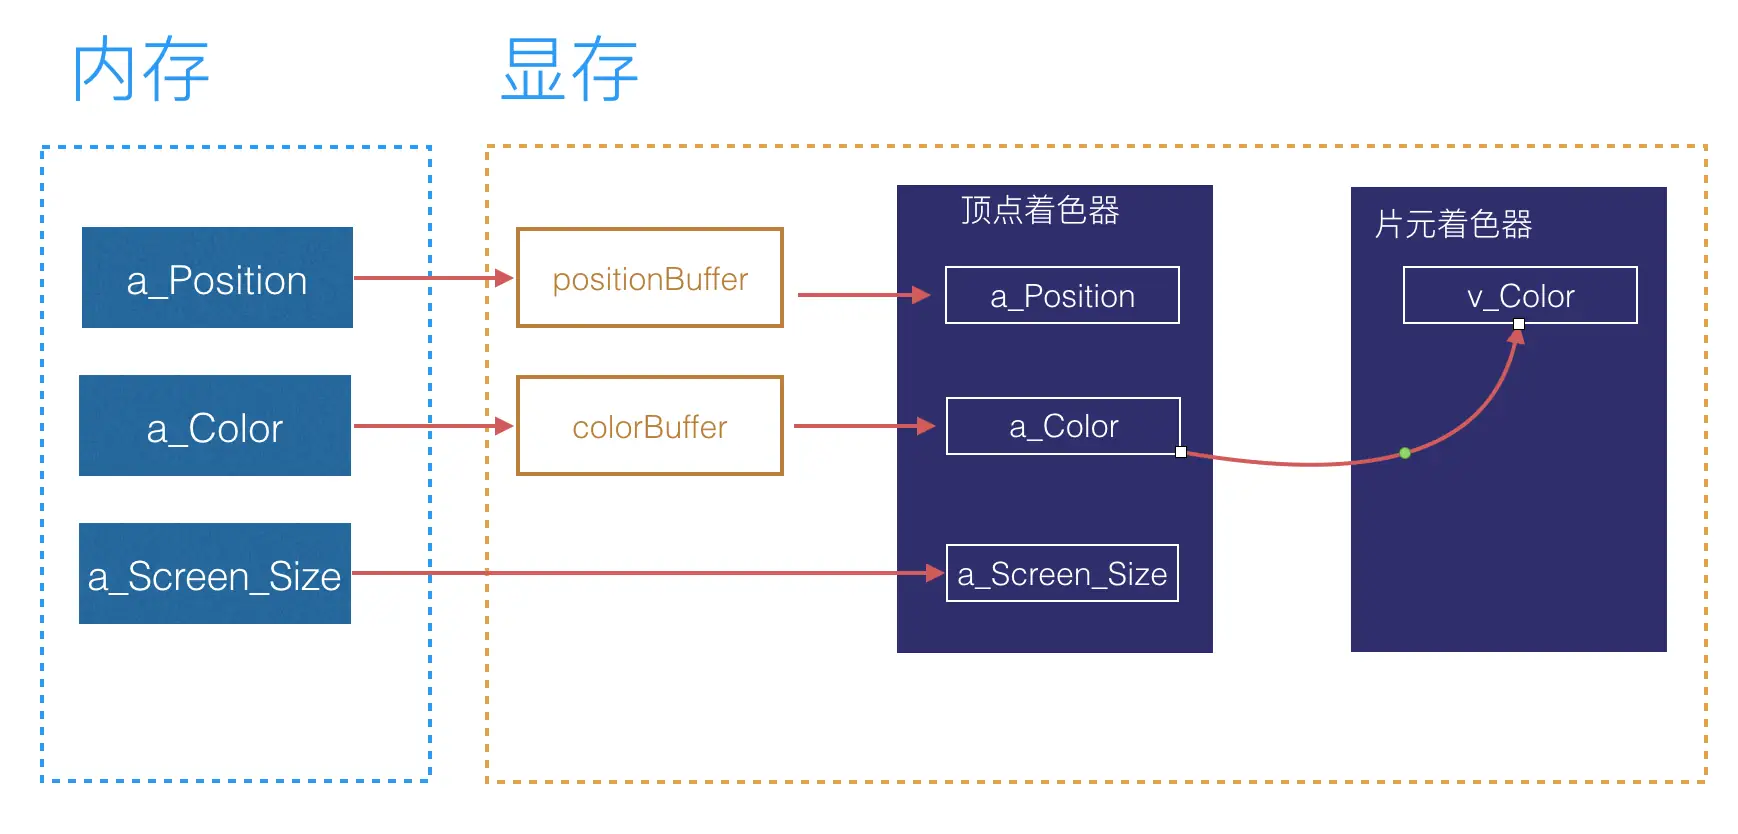 内存
显存
a_Position
a_Color
a_Screen_Size
positionBuffer
colorBuffer
顶点着色器
a_Position
a_Color
a_Screen_Size
片元着色器
v_Color